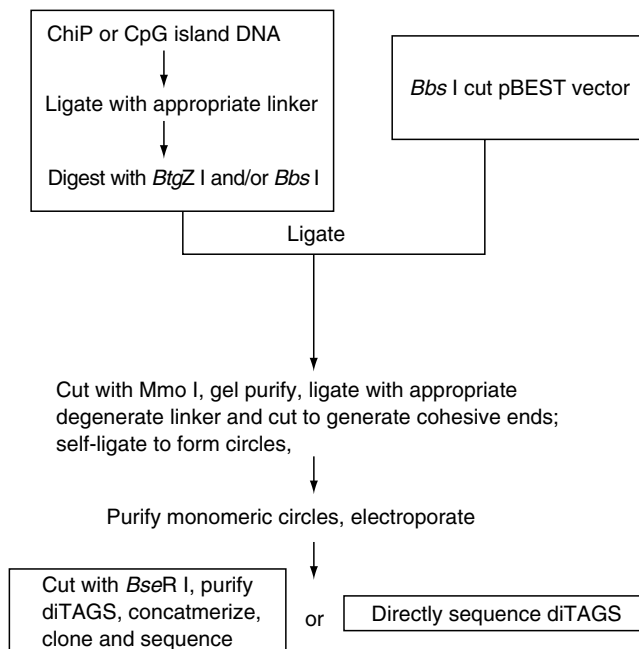 ChiP or CpG island DNA
Ligate with appropriate linker
Digest with BtgZ I and/or Bbs I
Bbs I cut pBEST vector
Ligate
Cut with Mmo I, gel purify, ligate with appropriate
degenerate linker and cut to generate cohesive ends;
self-ligate to form circles,
Purify monomeric circles, electroporate
Cut with BseR I, purify
diTAGS, concatmerize,
clone and sequence
or
Directly sequence diTAGS